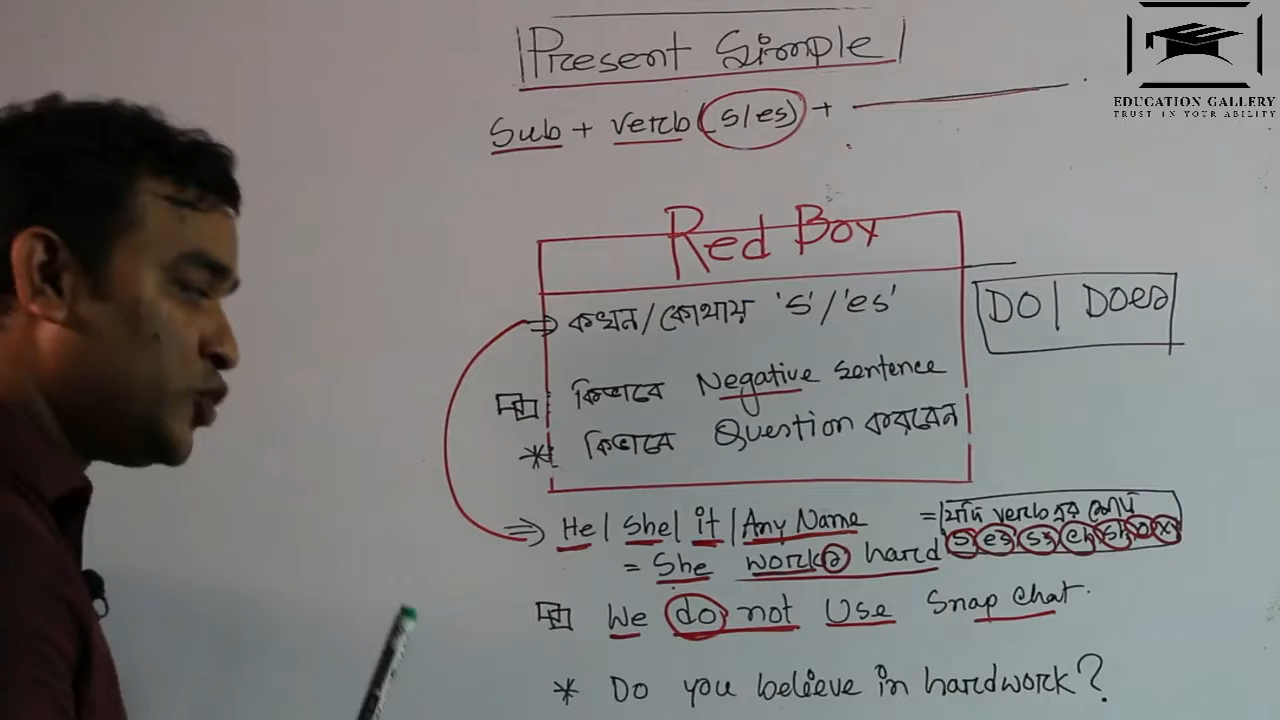 Present Simple
EDUCATION GALLERY
TRUST IN YOUR ABILITY
Sub + verb (s/es) +
Red Box
কখন/কোথায় 's'/'es'
DO | Does
কিভাবে Negative sentence
* কিভাবে Question করবেন
He| She| it | Any Name
= যদি verb এর শেষে
s es ss ch sh o x
= She works hard
We do not Use Snap Chat.
* Do you believe in hardwork?